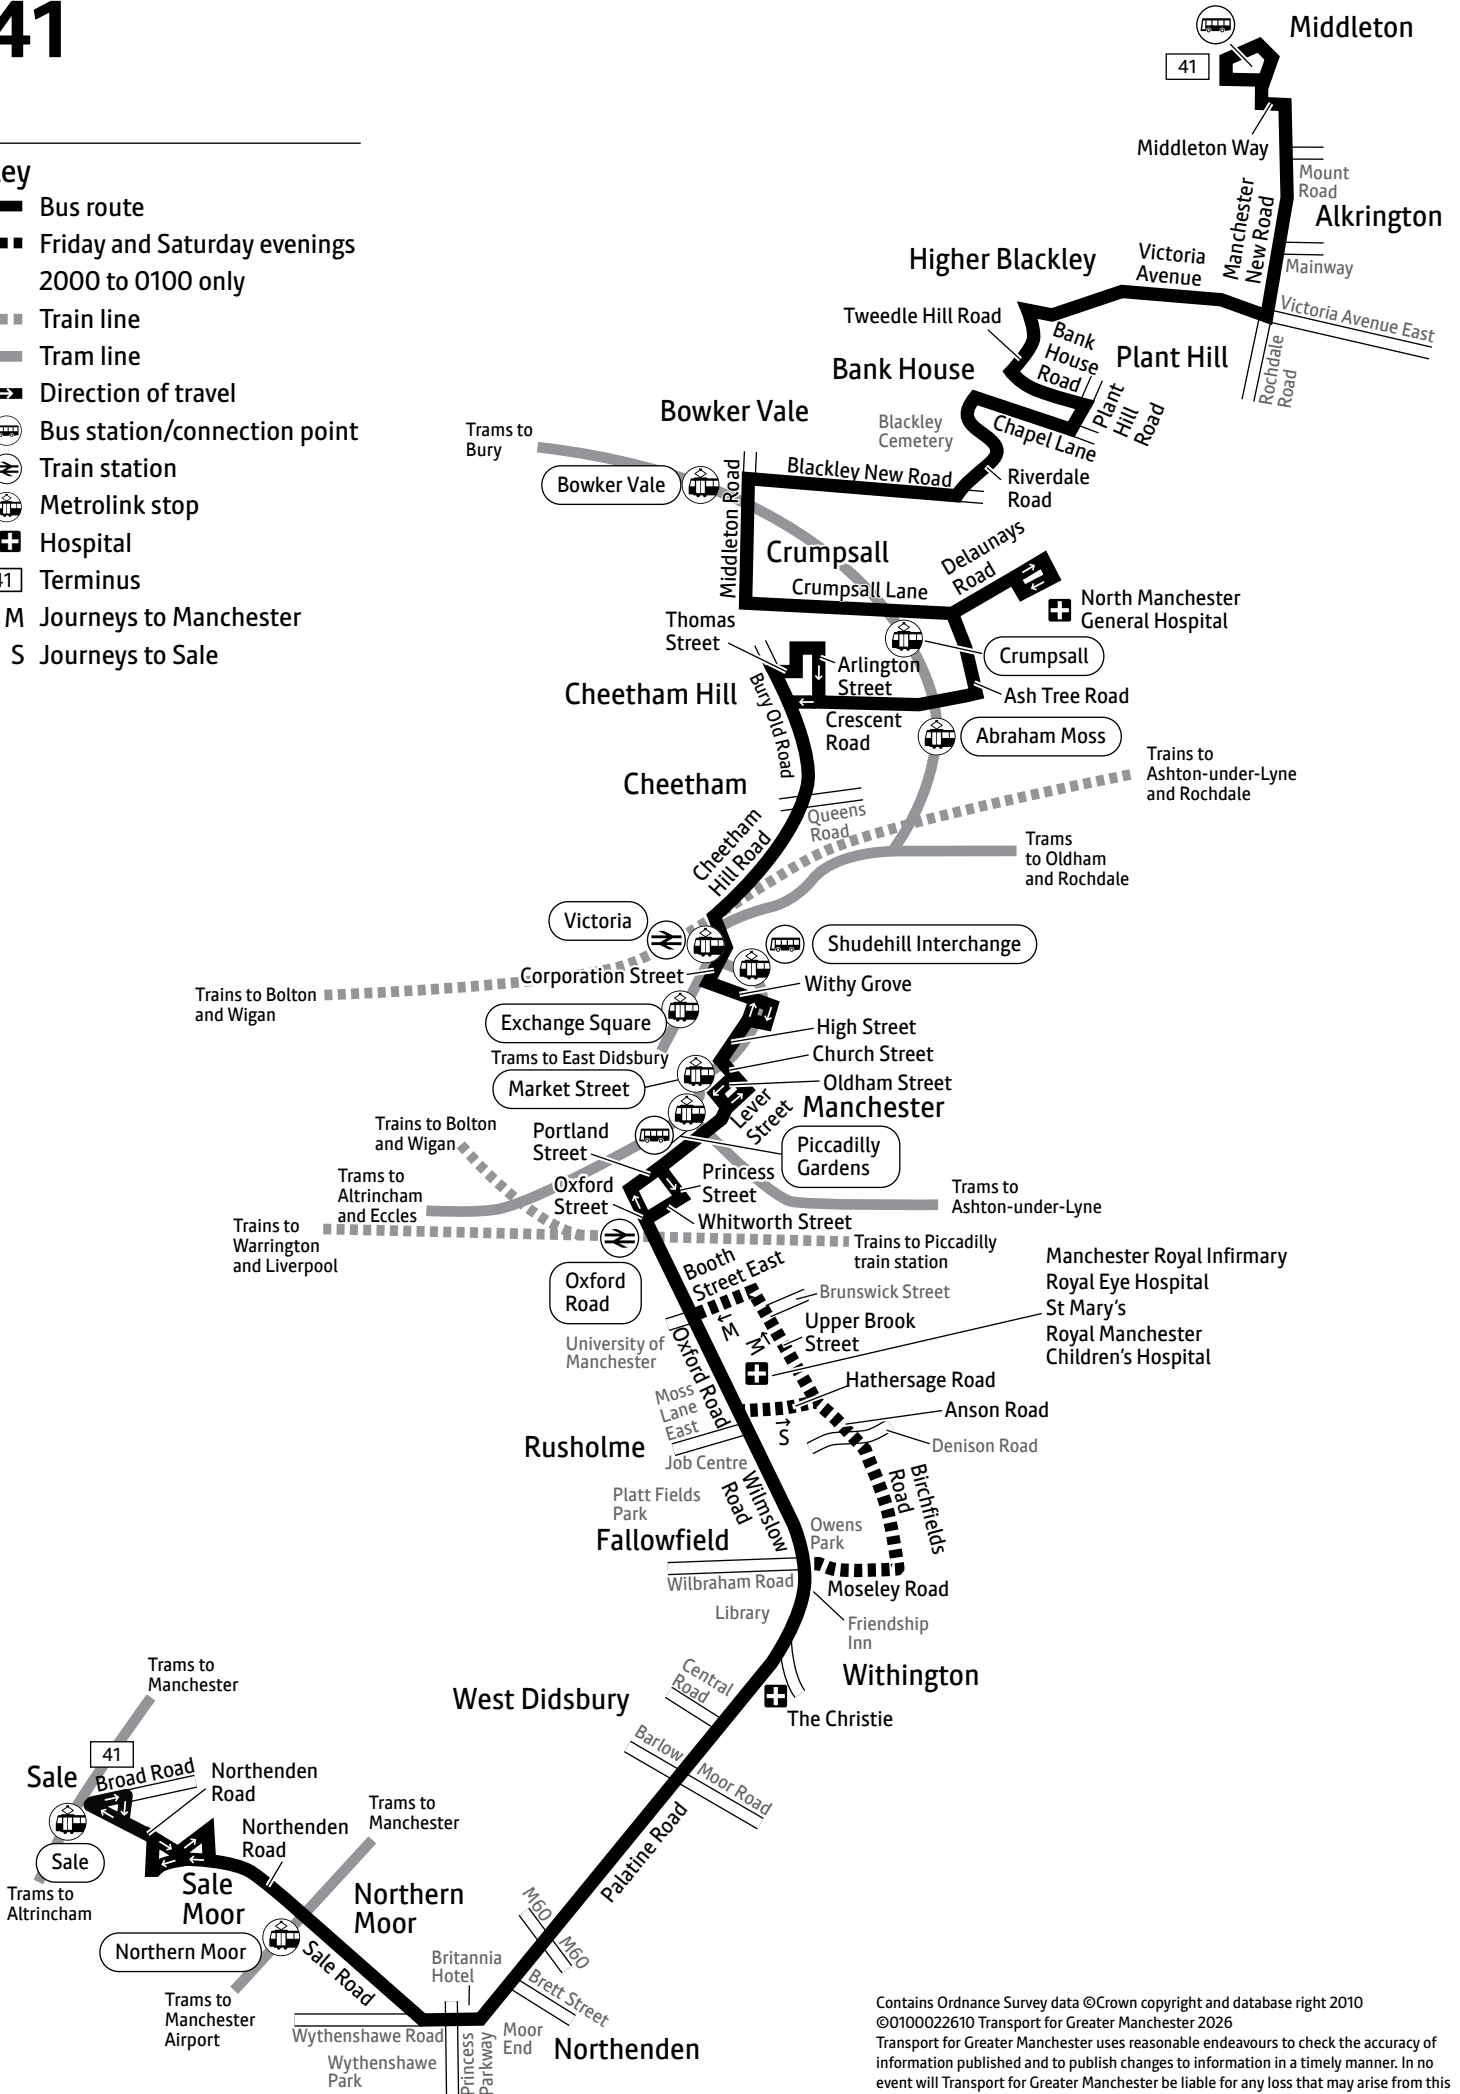 41
ey
Bus route
Friday and Saturday evenings
2000 to 0100 only
Train line
Tram line
Direction of travel
Bus station/connection point
Train station
Metrolink stop
Hospital
41 Terminus
M Journeys to Manchester
S Journeys to Sale
Middleton
41
Middleton Way
Mount
Road
Manchester
New Road
Alkrington
Mainway
Higher Blackley
Victoria
Avenue
Victoria Avenue East
Rochdale
Road
Tweedle Hill Road
Bank
House
Road
Plant Hill
Bank House
Plant
Hill
Road
Chapel Lane
Bowker Vale
Blackley
Cemetery
Trams to
Bury
Bowker Vale
Middleton Road
Blackley New Road
Riverdale
Road
Crumpsall
Delaunays
Road
Crumpsall Lane
North Manchester
General Hospital
Thomas
Street
Crumpsall
Arlington
Street
Cheetham Hill
Bury Old Road
Ash Tree Road
Crescent
Road
Abraham Moss
Trains to
Ashton-under-Lyne
and Rochdale
Cheetham
Queens
Road
Cheetham
Hill Road
Trams
to Oldham
and Rochdale
Victoria
Shudehill Interchange
Corporation Street
Withy Grove
Trains to Bolton
and Wigan
Exchange Square
High Street
Trams to East Didsbury
Church Street
Market Street
Oldham Street
Lever
Street
Manchester
Trains to Bolton
and Wigan
Portland
Street
Piccadilly
Gardens
Trams to
Altrincham
and Eccles
Oxford
Street
Princess
Street
Trams to
Ashton-under-Lyne
Whitworth Street
Trains to
Warrington
and Liverpool
Trains to Piccadilly
train station
Oxford
Road
Booth
Street East
Manchester Royal Infirmary
Royal Eye Hospital
St Mary's
Royal Manchester
Children's Hospital
Brunswick Street
Upper Brook
Street
M
M
University of
Manchester
Oxford Road
Hathersage Road
Moss
Lane
East
Anson Road
S
Denison Road
Rusholme
Job Centre
Platt Fields
Park
Wilmslow
Road
Birchfields
Road
Fallowfield
Owens
Park
Wilbraham Road
Moseley Road
Library
Friendship
Inn
Withington
Central
Road
West Didsbury
The Christie
Barlow
Moor Road
Trams to
Manchester
41
Sale
Broad Road
Northenden
Road
Trams to
Manchester
Northenden
Road
Sale
Palatine Road
Sale
Moor
Trams to
Altrincham
Northern
Moor
M60
M60
Northern Moor
Sale Road
Britannia
Hotel
Brett Street
Trams to
Manchester
Airport
Wythenshawe Road
Wythenshawe
Park
Princess
Parkway
Moor
End
Northenden
Contains Ordnance Survey data ©Crown copyright and database right 2010
©0100022610 Transport for Greater Manchester 2026
Transport for Greater Manchester uses reasonable endeavours to check the accuracy of
information published and to publish changes to information in a timely manner. In no
event will Transport for Greater Manchester be liable for any loss that may arise from this